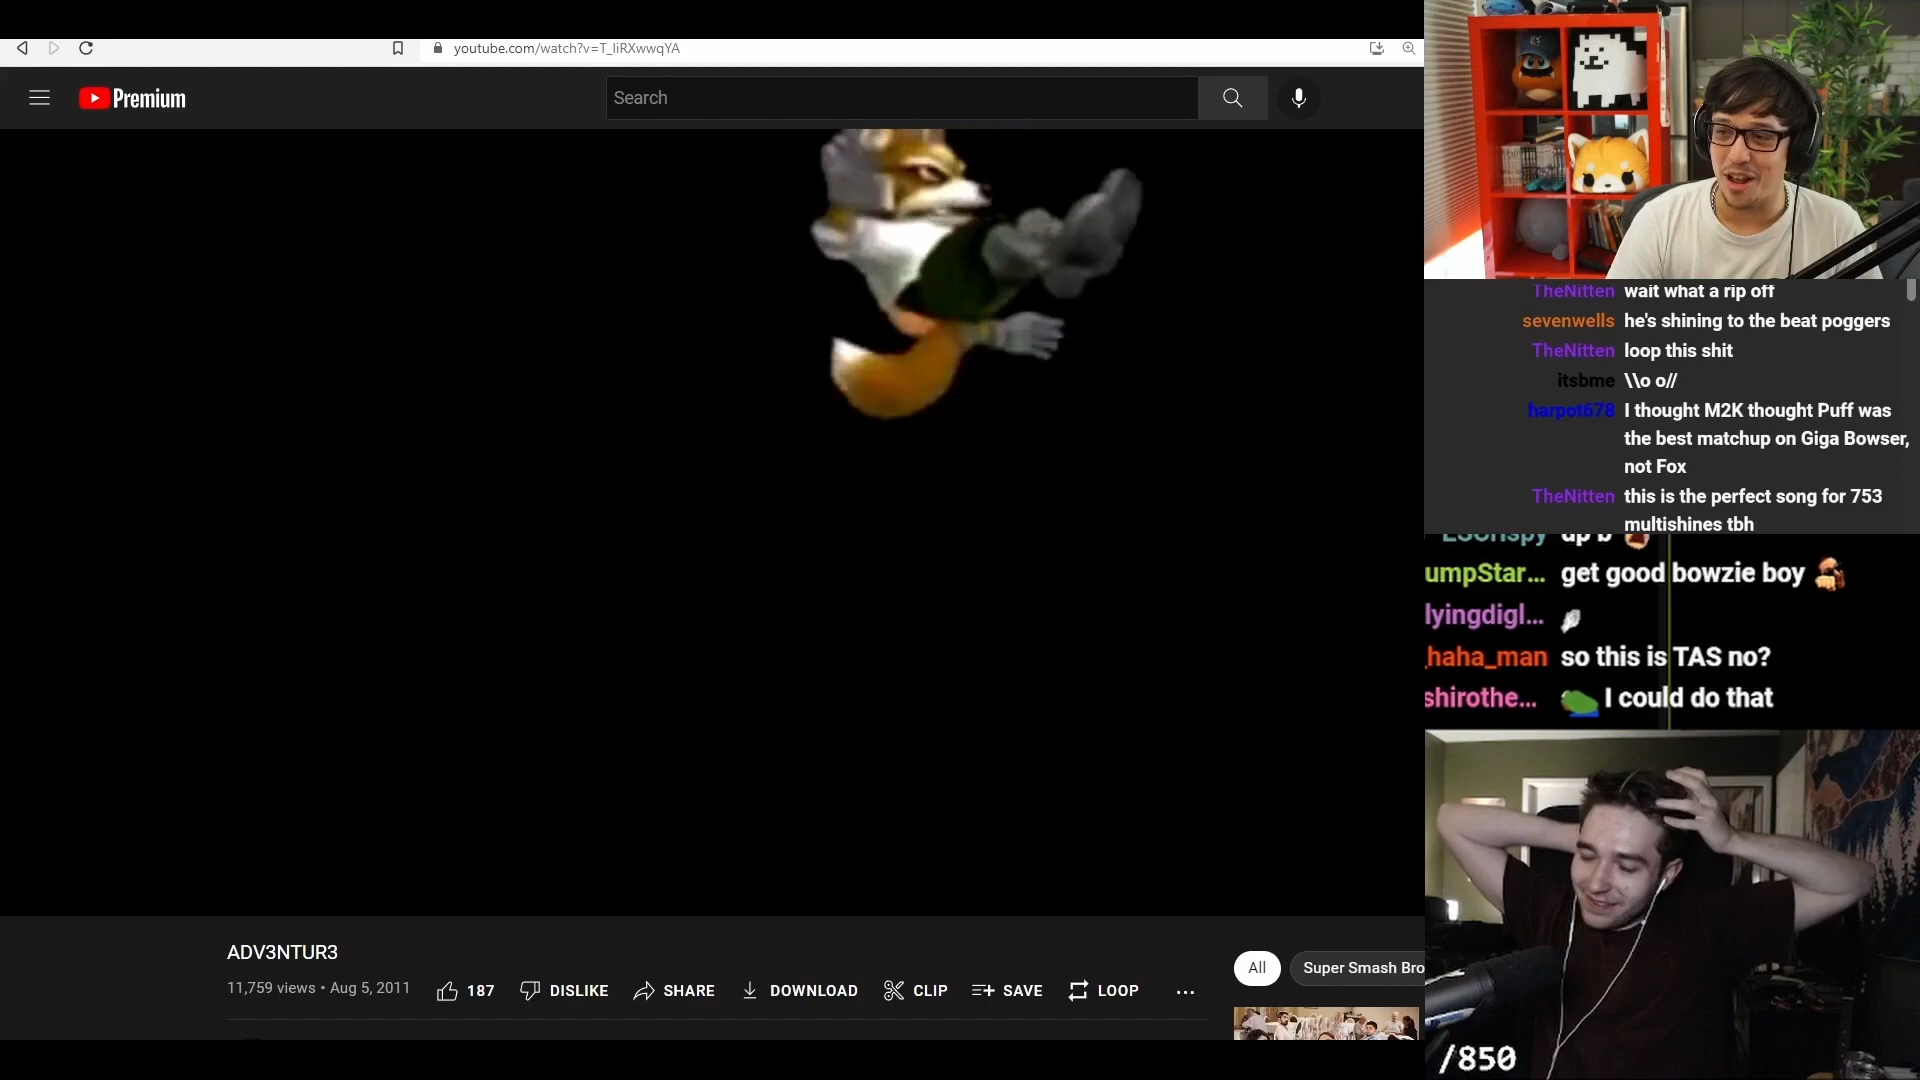 youtube.com/watch?v=T_liRXwwqYA
Premium
Search
TheNitten wait what a rip off
sevenwells he's shining to the beat poggers
TheNitten loop this shit
itsbme \\o o//
harpot678 I thought M2K thought Puff was
the best matchup on Giga Bowser,
not Fox
TheNitten this is the perfect song for 753
multishines tbh
up b
umpStar... get good bowzie boy
lyingdigl...
_haha_man so this is TAS no?
shirothe... I could do that
ADV3NTUR3
11,759 views • Aug 5, 2011
187 DISLIKE SHARE DOWNLOAD CLIP SAVE LOOP ...
All Super Smash Bro
/850